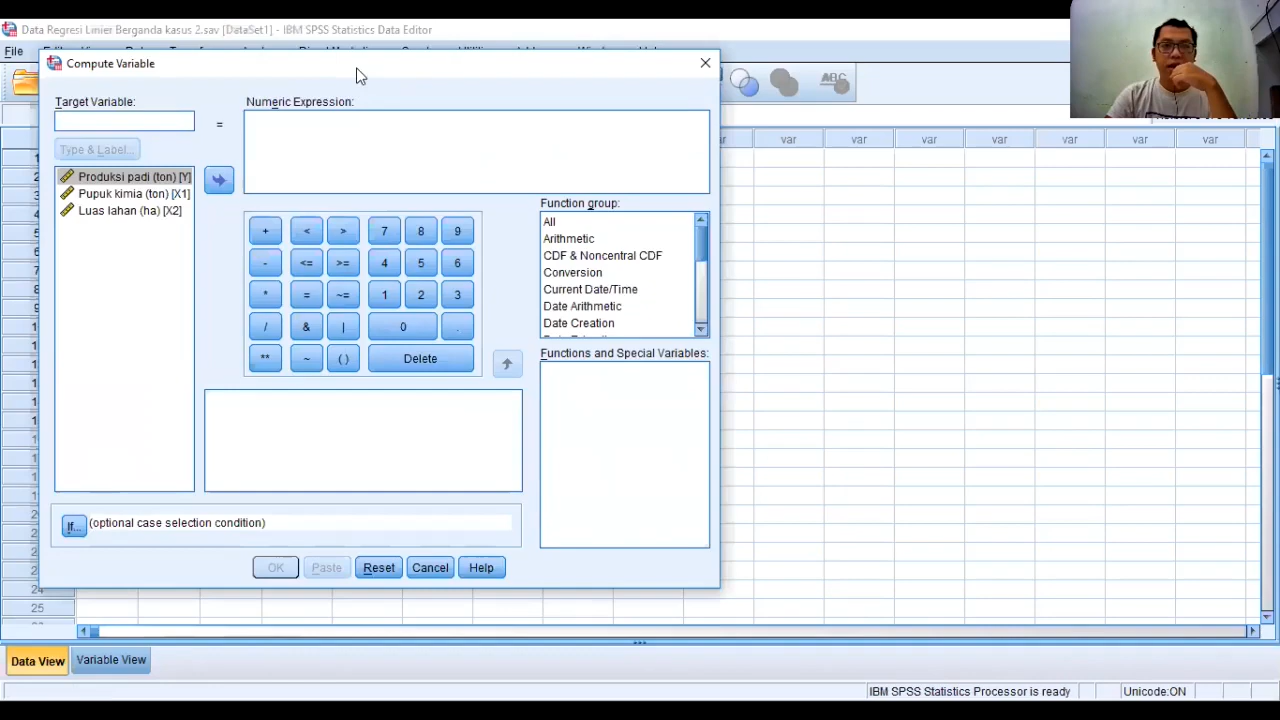 Data Regresi Linier Berganda kasus 2.sav [DataSet1] - IBM SPSS Statistics Data Editor
File
Compute Variable
Target Variable:
Numeric Expression:
=
Type & Label...
Produksi padi (ton) [Y]
Pupuk kimia (ton) [X1]
Luas lahan (ha) [X2]
Function group:
All
Arithmetic
CDF & Noncentral CDF
Conversion
Current Date/Time
Date Arithmetic
Date Creation
+ < > 7 8 9
- <= >= 4 5 6
* = ~= 1 2 3
/ & | 0 .
** ~ ( ) Delete
Functions and Special Variables:
If... (optional case selection condition)
OK Paste Reset Cancel Help
var var var var var var var
24
25
Data View Variable View
IBM SPSS Statistics Processor is ready Unicode:ON